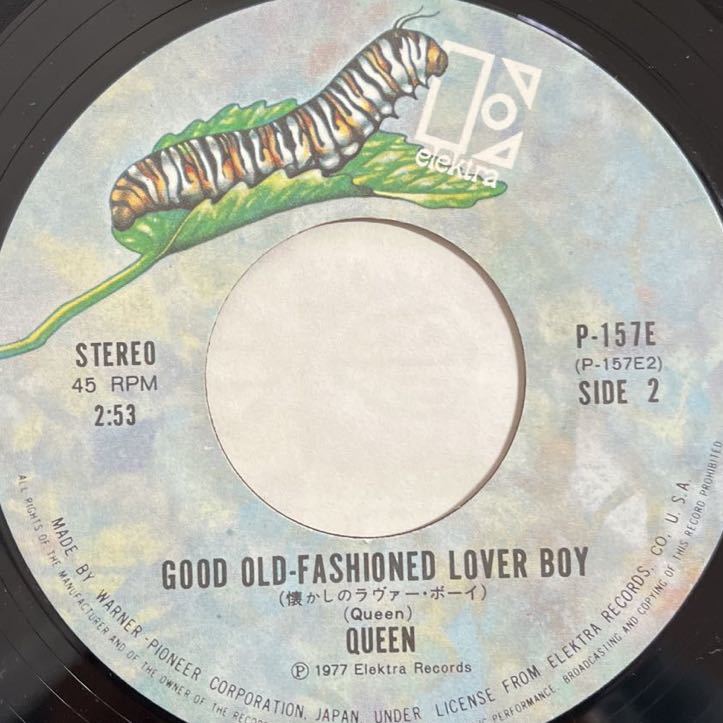 elektra
STEREO
45 RPM
2:53
P-157E
(P-157E2)
SIDE 2
GOOD OLD-FASHIONED LOVER BOY
(懐かしのラヴァー・ボーイ)
(Queen)
QUEEN
Ⓟ 1977 Elektra Records
MADE BY WARNER-PIONEER CORPORATION, JAPAN UNDER LICENSE FROM ELEKTRA RECORDS, CO. U.S.A
ALL RIGHTS OF THE MANUFACTURER AND OF THE OWNER OF THE RECORDED
PERFORMANCE, BROADCASTING AND COPYING OF THIS RECORD PROHIBITED